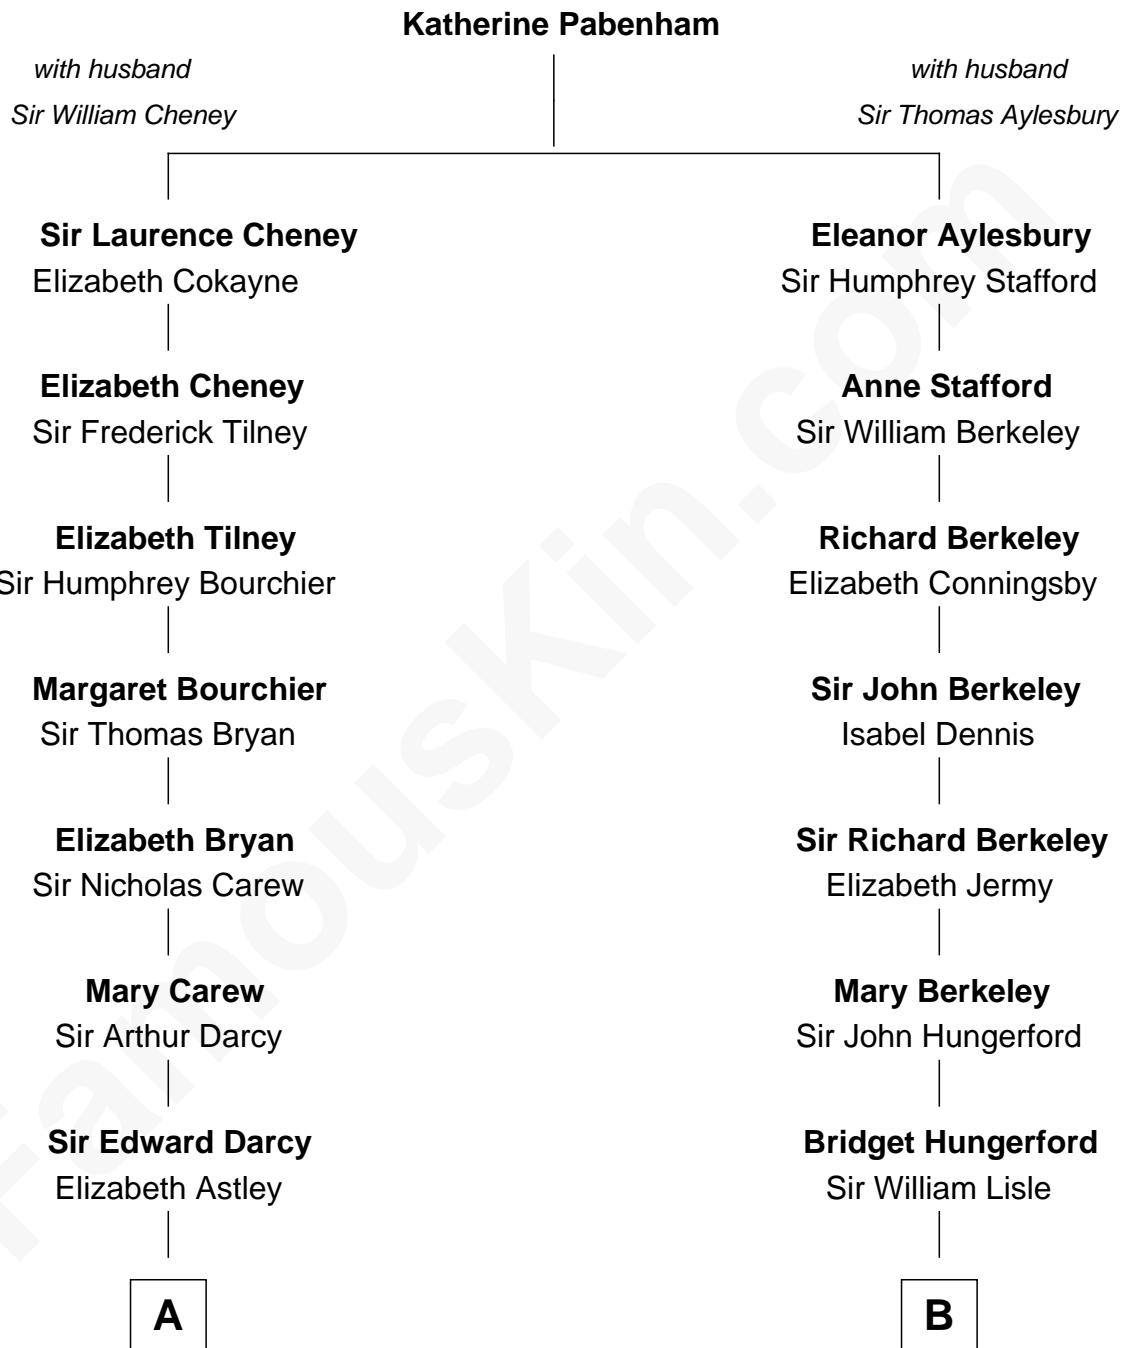 Katherine Pabenham
with husband
Sir William Cheney
with husband
Sir Thomas Aylesbury
Sir Laurence Cheney
Elizabeth Cokayne
Eleanor Aylesbury
Sir Humphrey Stafford
Elizabeth Cheney
Sir Frederick Tilney
Anne Stafford
Sir William Berkeley
Elizabeth Tilney
Sir Humphrey Bourchier
Richard Berkeley
Elizabeth Conningsby
Margaret Bourchier
Sir Thomas Bryan
Sir John Berkeley
Isabel Dennis
Elizabeth Bryan
Sir Nicholas Carew
Sir Richard Berkeley
Elizabeth Jermy
Mary Carew
Sir Arthur Darcy
Mary Berkeley
Sir John Hungerford
Sir Edward Darcy
Elizabeth Astley
Bridget Hungerford
Sir William Lisle
A
B
FamousKin.com